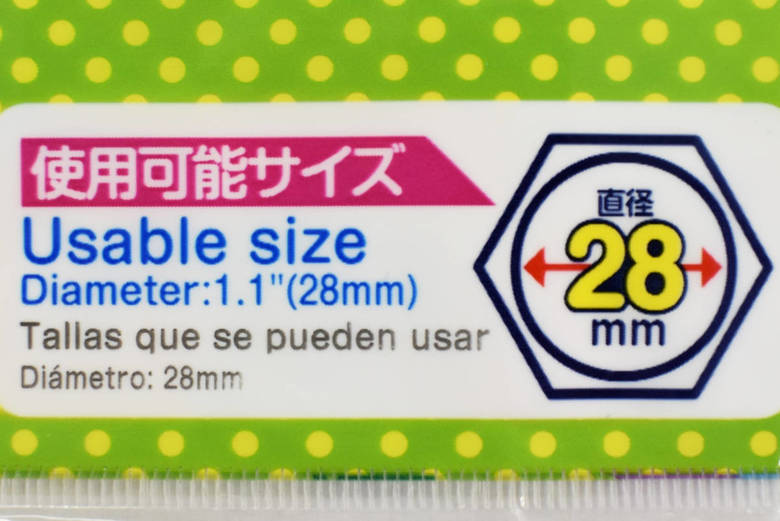 使用可能サイズ
Usable size
Diameter:1.1"(28mm)
Tallas que se pueden usar
Diámetro: 28mm
直径
28
mm